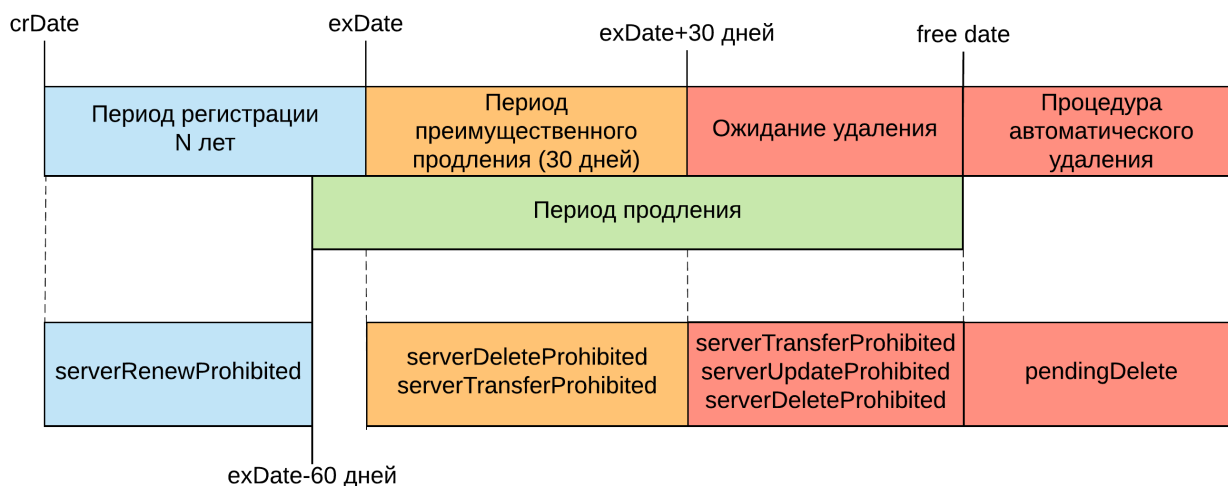 crDate
exDate
exDate+30 дней
free date
Период регистрации
N лет
Период
преимущественного
продления (30 дней)
Ожидание удаления
Процедура
автоматического
удаления
Период продления
serverRenewProhibited
serverDeleteProhibited
serverTransferProhibited
serverTransferProhibited
serverUpdateProhibited
serverDeleteProhibited
pendingDelete
exDate-60 дней